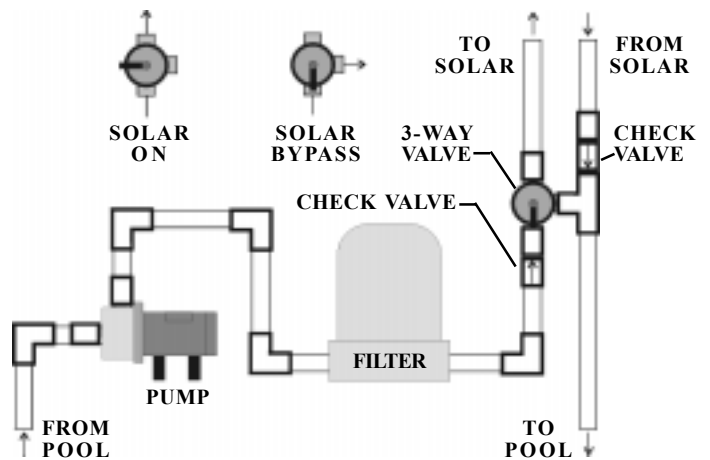 TO
SOLAR
FROM
SOLAR
SOLAR
ON
SOLAR
BYPASS
3-WAY
VALVE
CHECK
VALVE
CHECK VALVE
FILTER
PUMP
FROM
POOL
TO
POOL